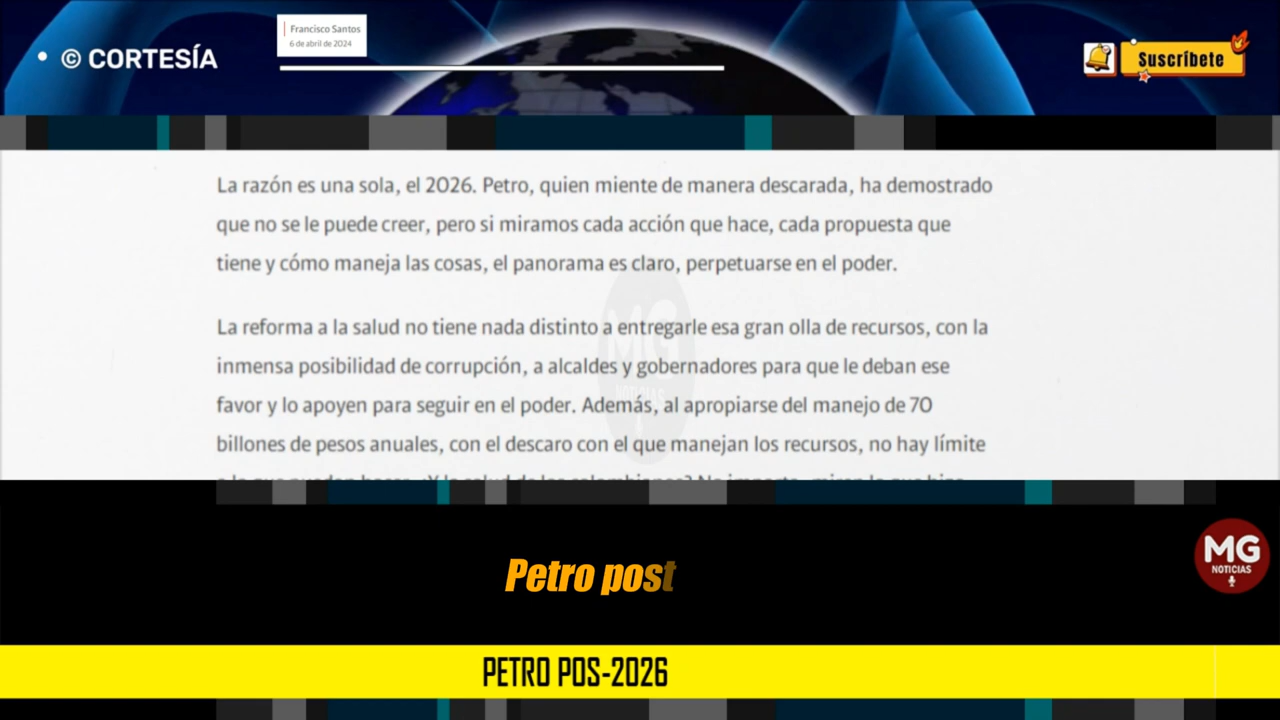 Francisco Santos
6 de abril de 2024
• © CORTESÍA
Suscríbete
La razón es una sola, el 2026. Petro, quien miente de manera descarada, ha demostrado
que no se le puede creer, pero si miramos cada acción que hace, cada propuesta que
tiene y cómo maneja las cosas, el panorama es claro, perpetuarse en el poder.
La reforma a la salud no tiene nada distinto a entregarle esa gran olla de recursos, con la
inmensa posibilidad de corrupción, a alcaldes y gobernadores para que le deban ese
favor y lo apoyen para seguir en el poder. Además, al apropiarse del manejo de 70
billones de pesos anuales, con el descaro con el que manejan los recursos, no hay límite
MG
NOTICIAS
Petro post
MG
NOTICIAS
PETRO POS-2026